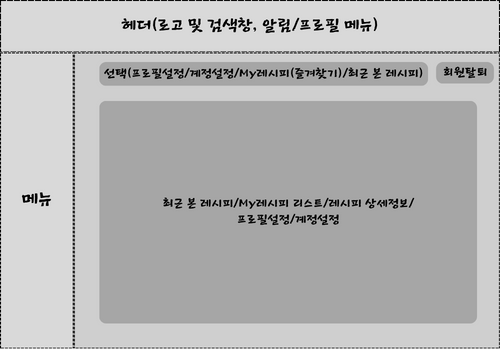 헤더(로고 및 검색창, 알림/프로필 메뉴)
선택(프로필설정/계정설정/My레시피(즐겨찾기)/최근 본 레시피)
회원탈퇴
메뉴
최근 본 레시피/My레시피 리스트/레시피 상세정보/
프로필설정/계정설정